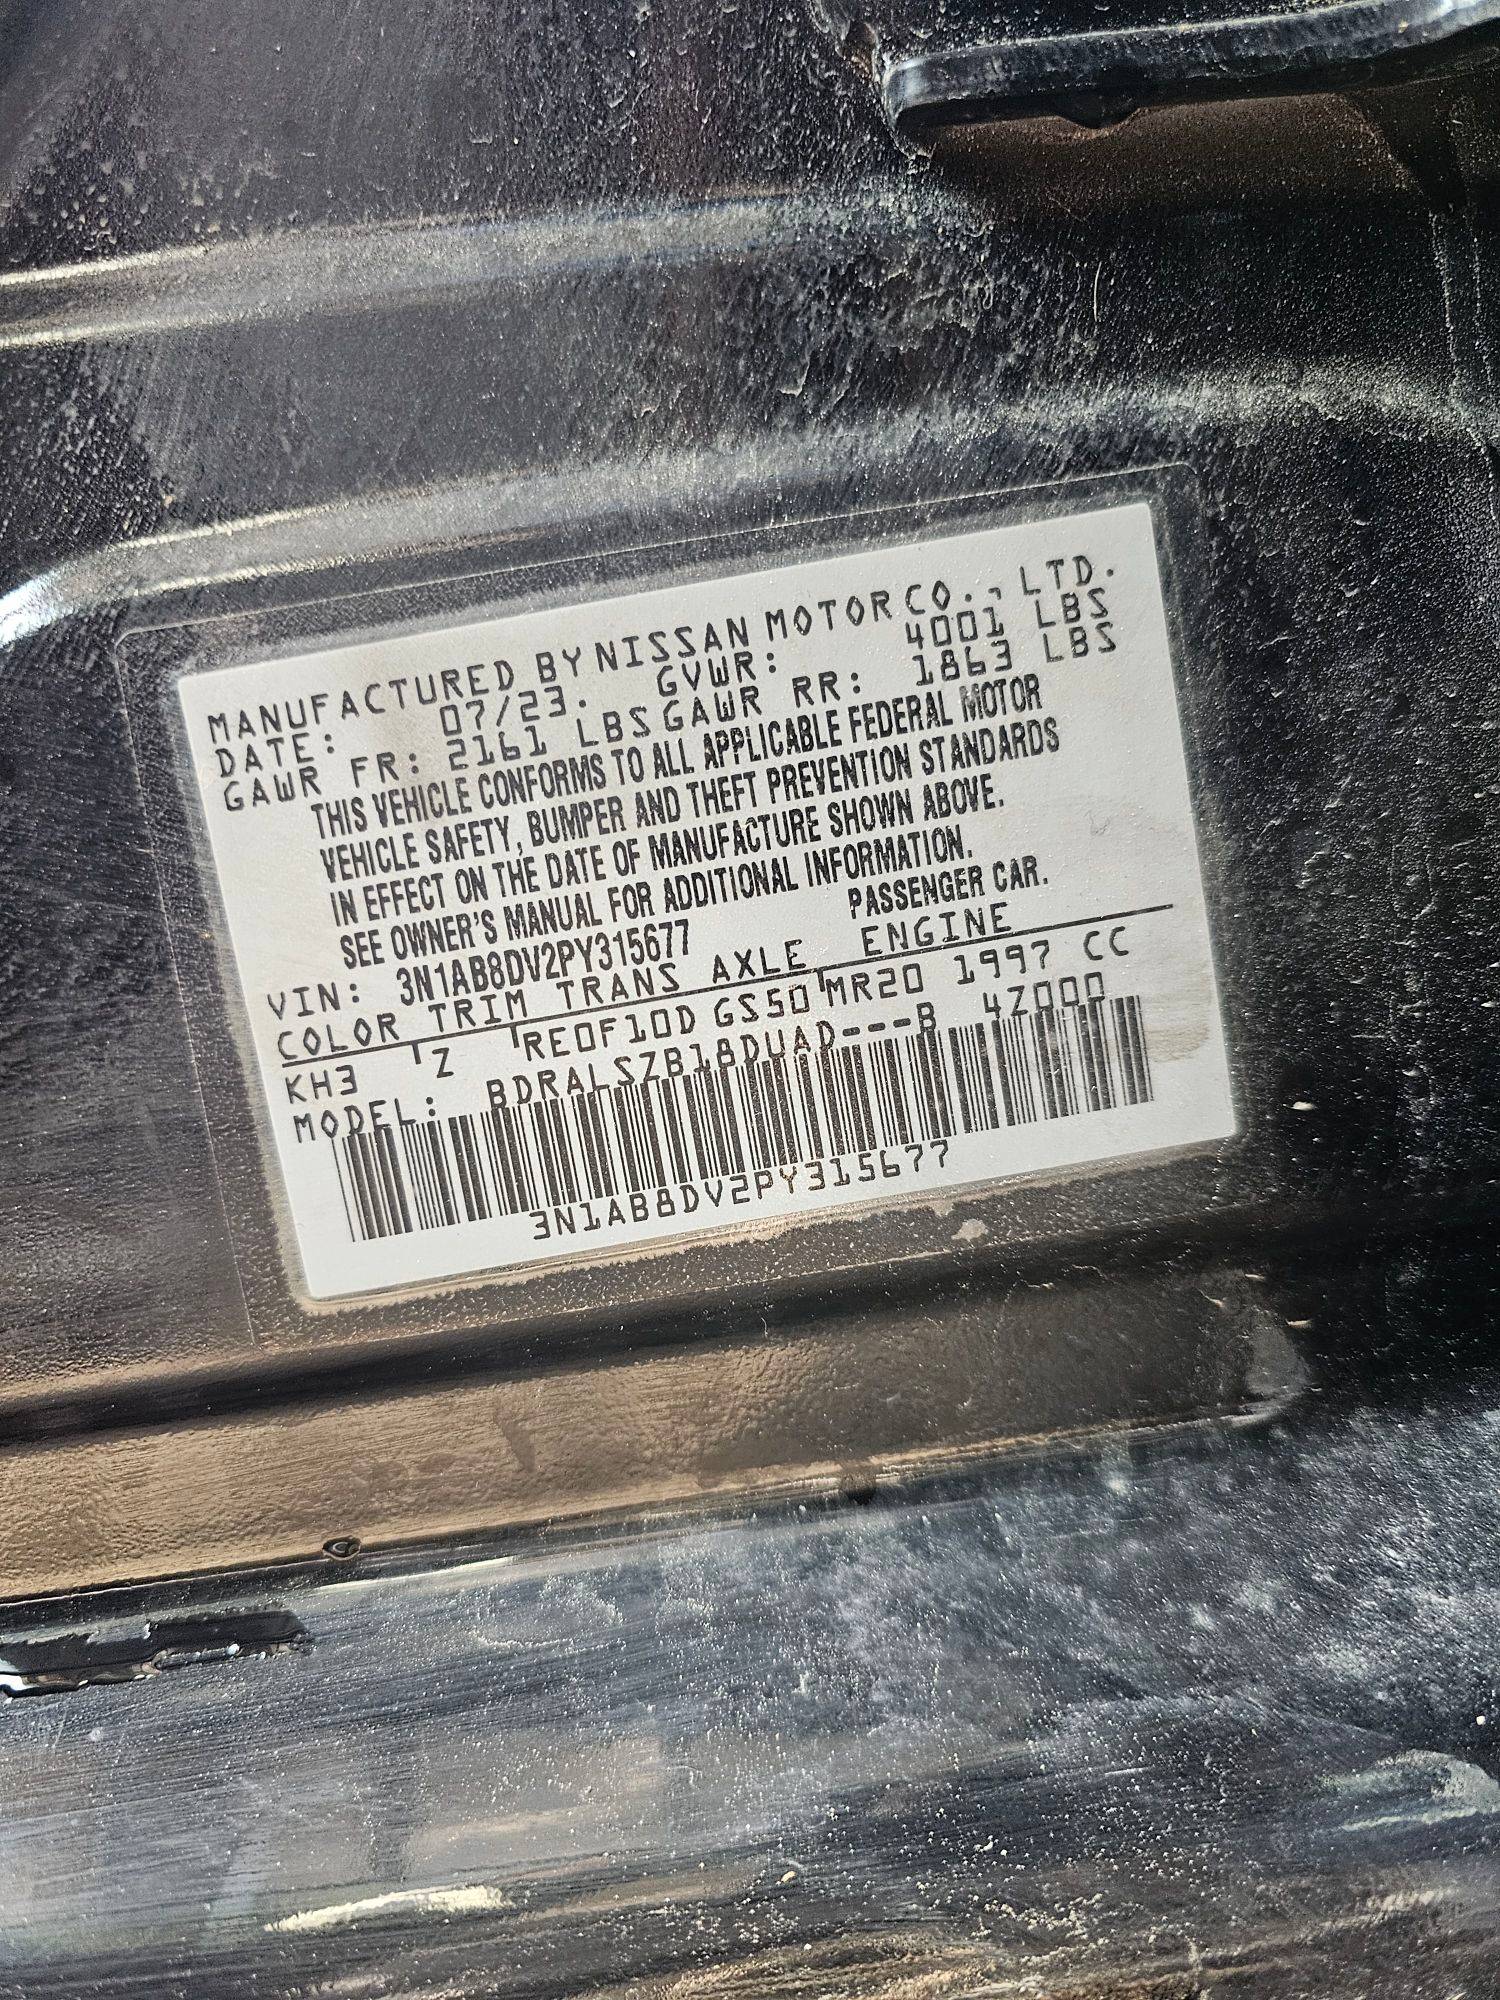 MANUFACTURED BY NISSAN MOTOR CO., LTD.
DATE: 07/23. GVWR: 4001 LBS
GAWR FR: 2161 LBS GAWR RR: 1863 LBS
THIS VEHICLE CONFORMS TO ALL APPLICABLE FEDERAL MOTOR
VEHICLE SAFETY, BUMPER AND THEFT PREVENTION STANDARDS
IN EFFECT ON THE DATE OF MANUFACTURE SHOWN ABOVE.
SEE OWNER'S MANUAL FOR ADDITIONAL INFORMATION.
VIN: 3N1AB8DV2PY315677 PASSENGER CAR.
COLOR TRIM TRANS AXLE ENGINE
KH3 Z RE0F10D GS50 MR20 1997 CC
MODEL: BDRALSZB18DUAD---B 4Z000
3N1AB8DV2PY315677